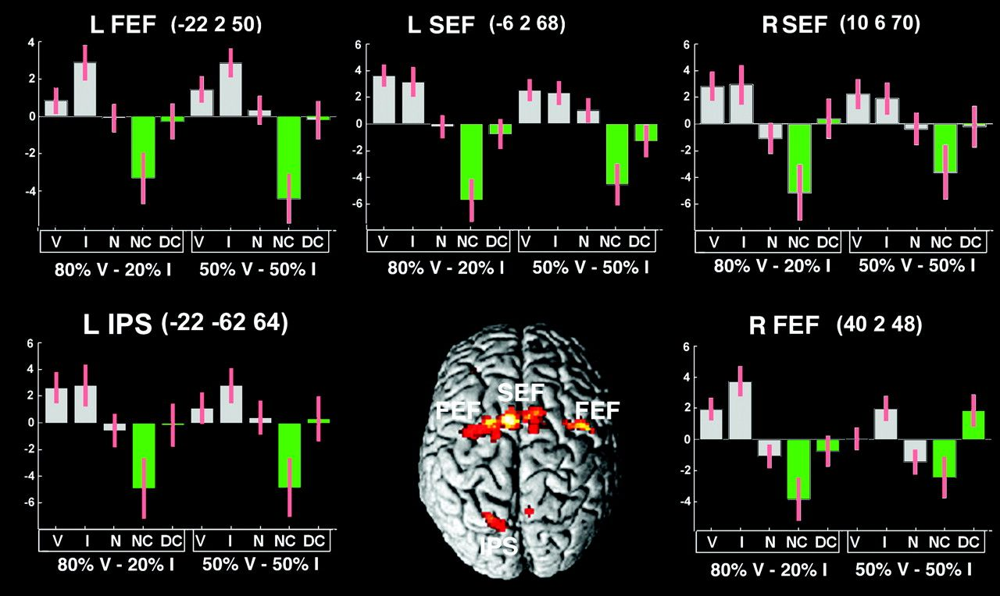 L FEF (-22 2 50)
4
2
0
-2
-4
V I N NC DC V I N NC DC
80% V - 20% I 50% V - 50% I
L SEF (-6 2 68)
6
4
2
0
-2
-4
-6
V I N NC DC V I N NC DC
80% V - 20% I 50% V - 50% I
R SEF (10 6 70)
6
4
2
0
-2
-4
-6
V I N NC DC V I N NC DC
80% V - 20% I 50% V - 50% I
L IPS (-22 -62 64)
6
4
2
0
-2
-4
-6
V I N NC DC V I N NC DC
80% V - 20% I 50% V - 50% I
SEF
FEF FEF
IPS
R FEF (40 2 48)
6
4
2
0
-2
-4
V I N NC DC V I N NC DC
80% V - 20% I 50% V - 50% I